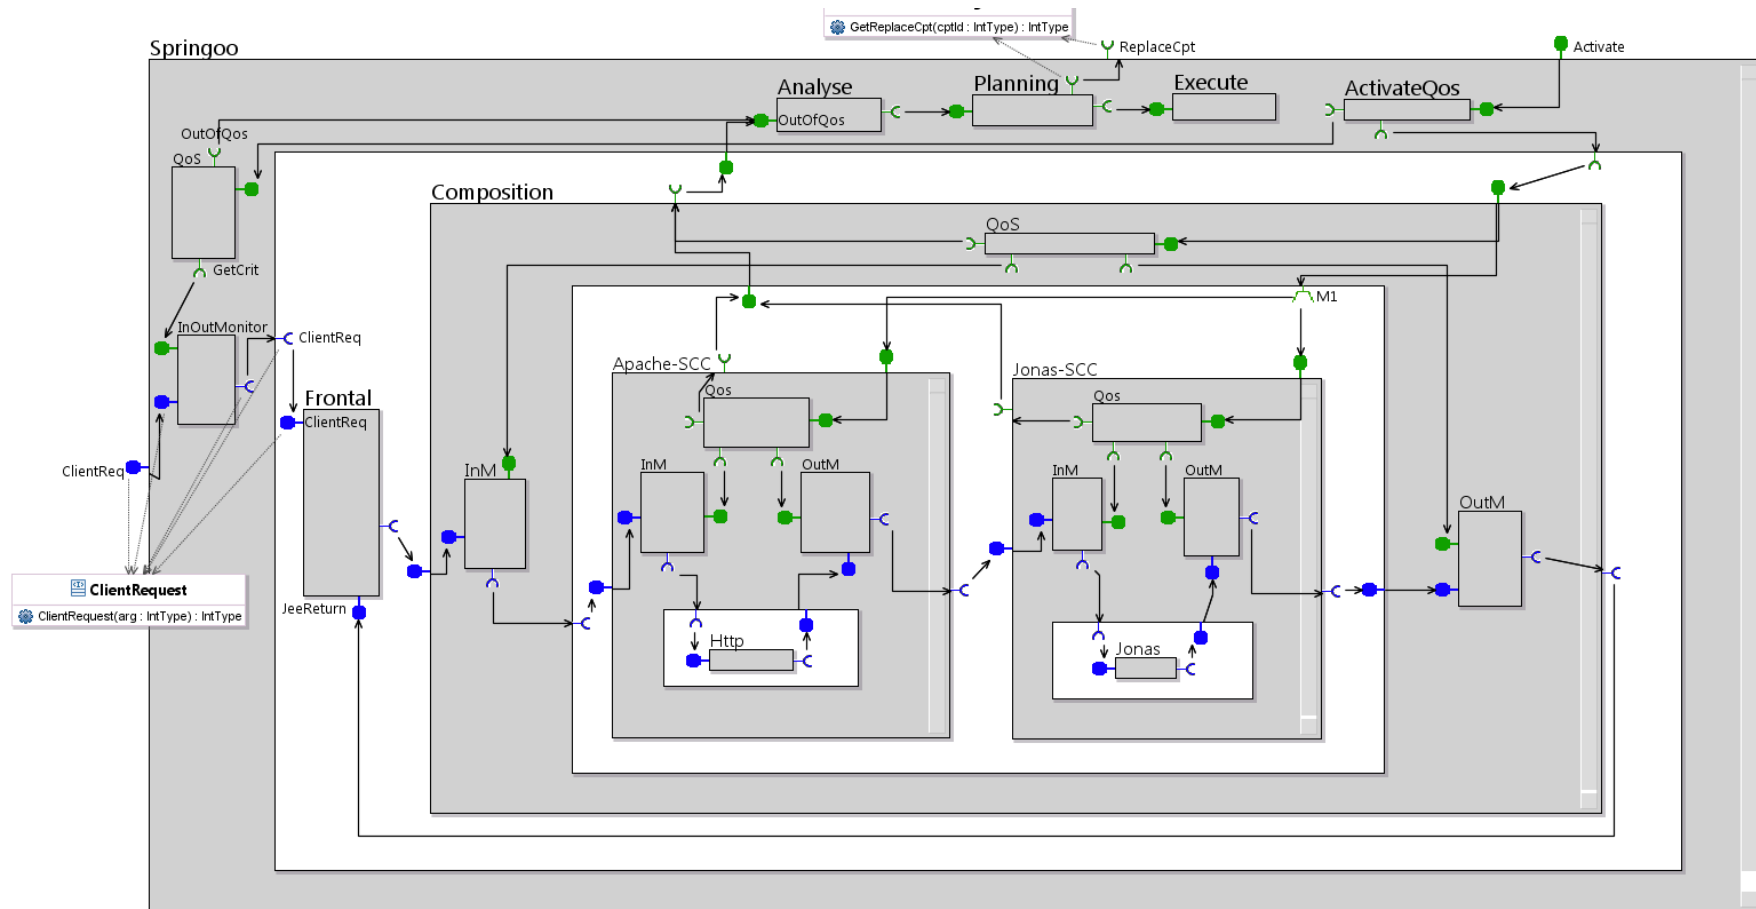 GetReplaceCpt(cptId : IntType) : IntType
Springoo
ReplaceCpt
Activate
Analyse
Planning
Execute
ActivateQos
OutOfQos
OutOfQos
QoS
Composition
QoS
GetCrit
M1
InOutMonitor
ClientReq
Apache-SCC
Jonas-SCC
Frontal
Qos
Qos
ClientReq
ClientReq
InM
InM
OutM
InM
OutM
OutM
ClientRequest
ClientRequest(arg : IntType) : IntType
JeeReturn
Http
Jonas